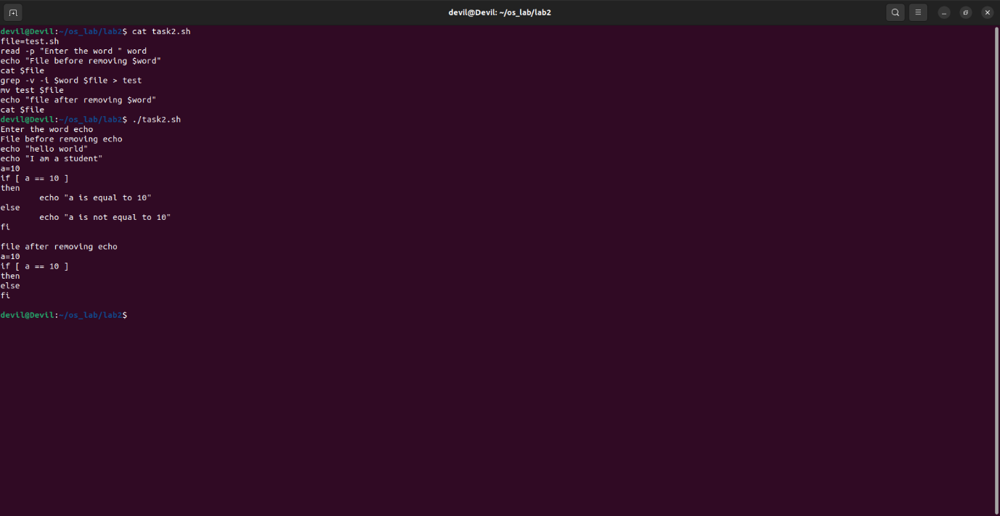 devil@Devil: ~/os_lab/lab2
devil@Devil:~/os_lab/lab2$ cat task2.sh
file=test.sh
read -p "Enter the word " word
echo "File before removing $word"
cat $file
grep -v -i $word $file > test
mv test $file
echo "file after removing $word"
cat $file
devil@Devil:~/os_lab/lab2$ ./task2.sh
Enter the word echo
File before removing echo
echo "hello world"
echo "I am a student"
a=10
if [ a == 10 ]
then
        echo "a is equal to 10"
else
        echo "a is not equal to 10"
fi

file after removing echo
a=10
if [ a == 10 ]
then
else
fi

devil@Devil:~/os_lab/lab2$